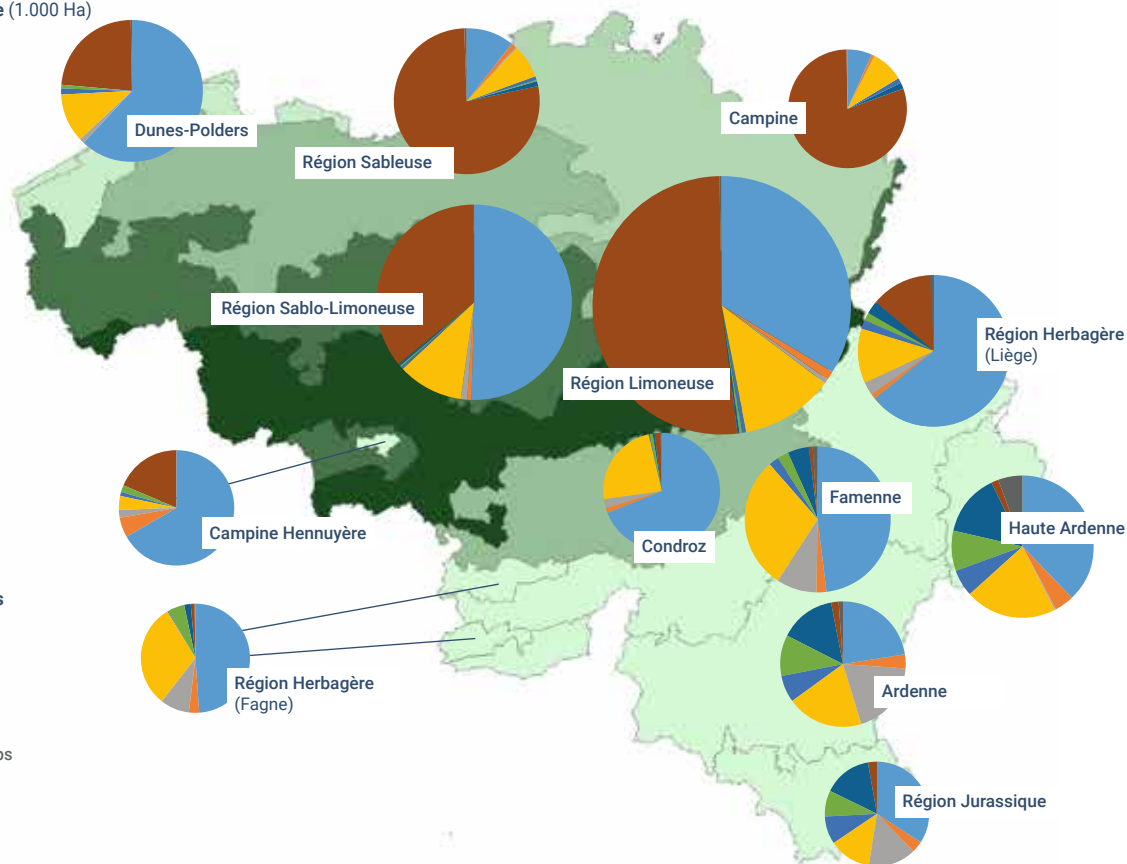 e (1.000 Ha)
Dunes-Polders
Région Sableuse
Campine
Région Sablo-Limoneuse
Région Limoneuse
Région Herbagère
(Liège)
Campine Hennuyère
Condroz
Famenne
Haute Ardenne
s
Région Herbagère
(Fagne)
Ardenne
ps
Région Jurassique